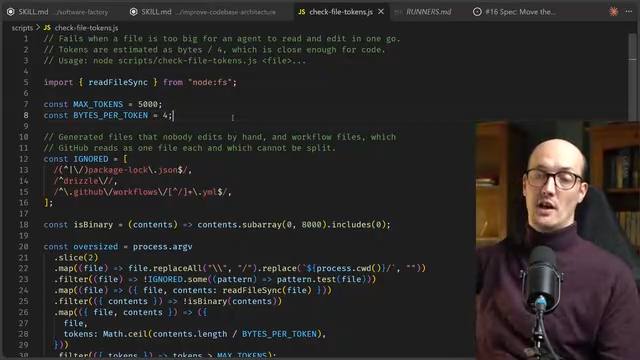 SKILL.md .../software-factory SKILL.md .../improve-codebase-architecture check-file-tokens.js RUNNERS.md #16 Spec: Move the...
scripts > JS check-file-tokens.js
1 // Fails when a file is too big for an agent to read and edit in one go.
2 // Tokens are estimated as bytes / 4, which is close enough for code.
3 // Usage: node scripts/check-file-tokens.js <file>...
4
5 import { readFileSync } from "node:fs";
6
7 const MAX_TOKENS = 5000;
8 const BYTES_PER_TOKEN = 4;
9
10 // Generated files that nobody edits by hand, and workflow files, which
11 // GitHub reads as one file each and which cannot be split.
12 const IGNORED = [
13 /(^|\/)package-lock\.json$/,
14 /^drizzle\//,
15 /^\.github\/workflows\/[^/]+\.yml$/,
16 ];
17
18 const isBinary = (contents) => contents.subarray(0, 8000).includes(0);
19
20 const oversized = process.argv
21 .slice(2)
22 .map((file) => file.replaceAll("\\", "/").replace(`${process.cwd()}/`, ""))
23 .filter((file) => !IGNORED.some((pattern) => pattern.test(file)))
24 .map((file) => ({ file, contents: readFileSync(file) }))
25 .filter(({ contents }) => !isBinary(contents))
26 .map(({ file, contents }) => ({
27 file,
28 tokens: Math.ceil(contents.length / BYTES_PER_TOKEN),
29 }))
30 .filter(({ tokens }) => tokens > MAX_TOKENS);